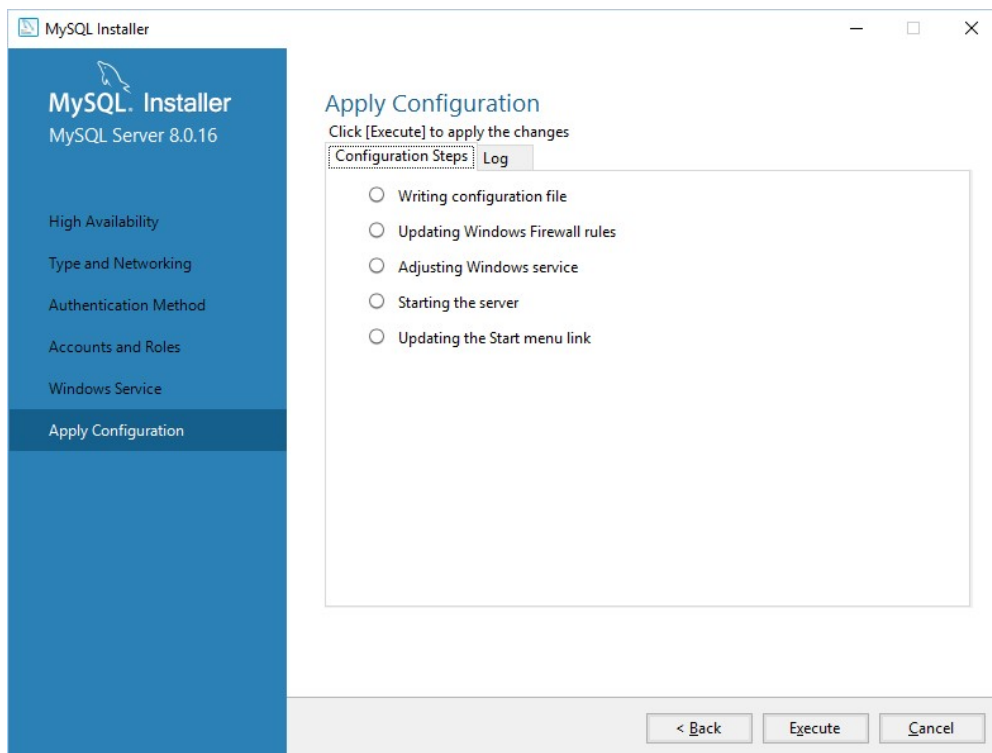 MySQL Installer
MySQL. Installer
MySQL Server 8.0.16
High Availability
Type and Networking
Authentication Method
Accounts and Roles
Windows Service
Apply Configuration
Apply Configuration
Click [Execute] to apply the changes
Configuration Steps Log
Writing configuration file
Updating Windows Firewall rules
Adjusting Windows service
Starting the server
Updating the Start menu link
< Back Execute Cancel